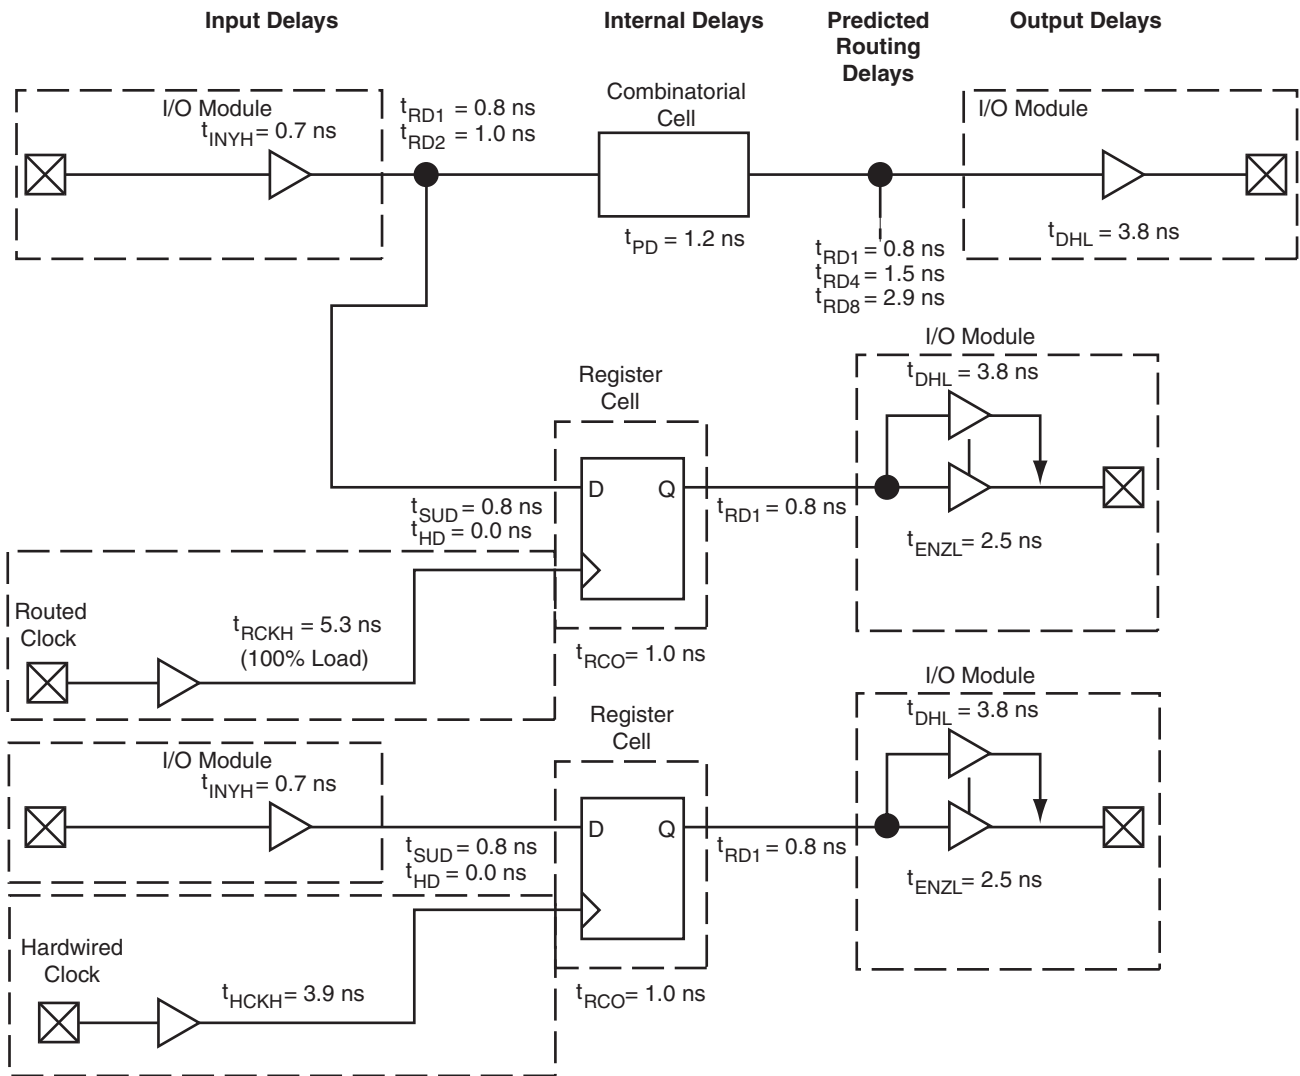 Input Delays
Internal Delays
Predicted
Routing
Delays
Output Delays
I/O Module
tINYH= 0.7 ns
tRD1 = 0.8 ns
tRD2 = 1.0 ns
Combinatorial
Cell
tPD = 1.2 ns
I/O Module
tDHL = 3.8 ns
tRD1= 0.8 ns
tRD4= 1.5 ns
tRD8= 2.9 ns
I/O Module
tDHL = 3.8 ns
Register
Cell
D
Q
tSUD= 0.8 ns
tHD= 0.0 ns
tRD1= 0.8 ns
tENZL= 2.5 ns
Routed
Clock
tRCKH = 5.3 ns
(100% Load)
tRCO= 1.0 ns
I/O Module
tDHL = 3.8 ns
Register
Cell
I/O Module
tINYH= 0.7 ns
D
Q
tSUD= 0.8 ns
tHD= 0.0 ns
tRD1= 0.8 ns
tENZL= 2.5 ns
Hardwired
Clock
tHCKH= 3.9 ns
tRCO= 1.0 ns